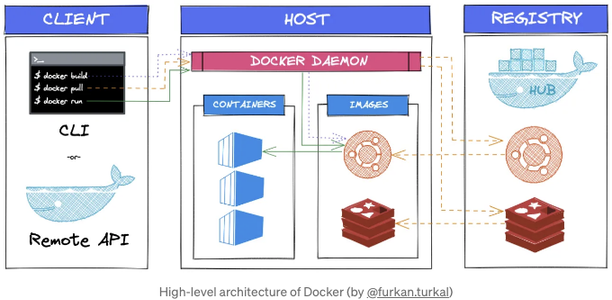 CLIENT
HOST
REGISTRY
>_
$ docker build
$ docker pull
$ docker run
CLI
-or-
Remote API
DOCKER DAEMON
CONTAINERS
IMAGES
HUB
High-level architecture of Docker (by @furkan.turkal)